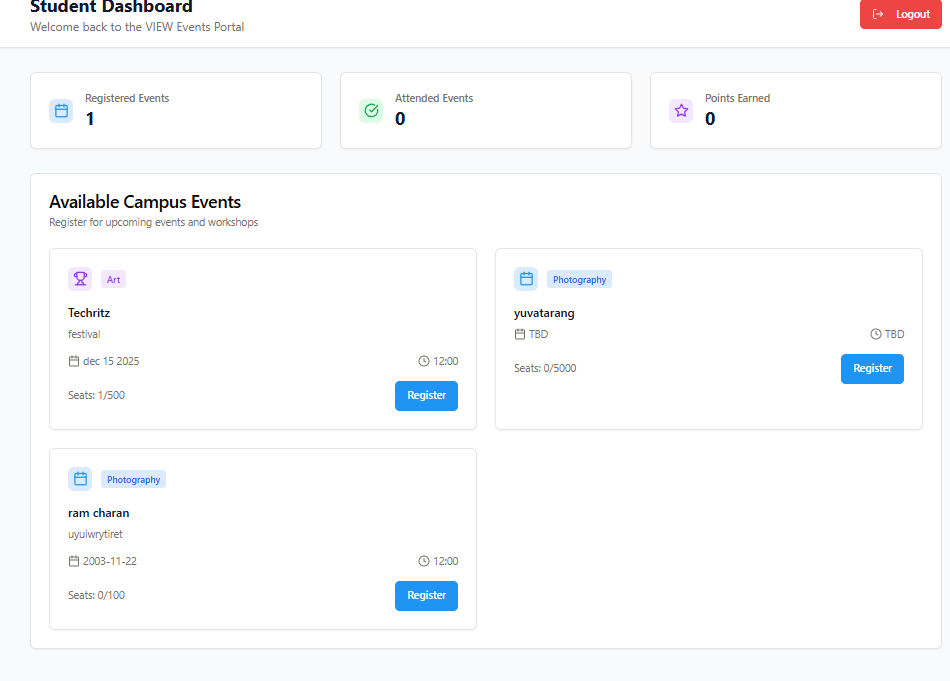 Student Dashboard
Welcome back to the VIEW Events Portal
Logout
Registered Events
1
Attended Events
0
Points Earned
0
Available Campus Events
Register for upcoming events and workshops
Art
Techritz
festival
dec 15 2025 12:00
Seats: 1/500 Register
Photography
yuvatarang
TBD TBD
Seats: 0/5000 Register
Photography
ram charan
uyuiwrytiret
2003-11-22 12:00
Seats: 0/100 Register